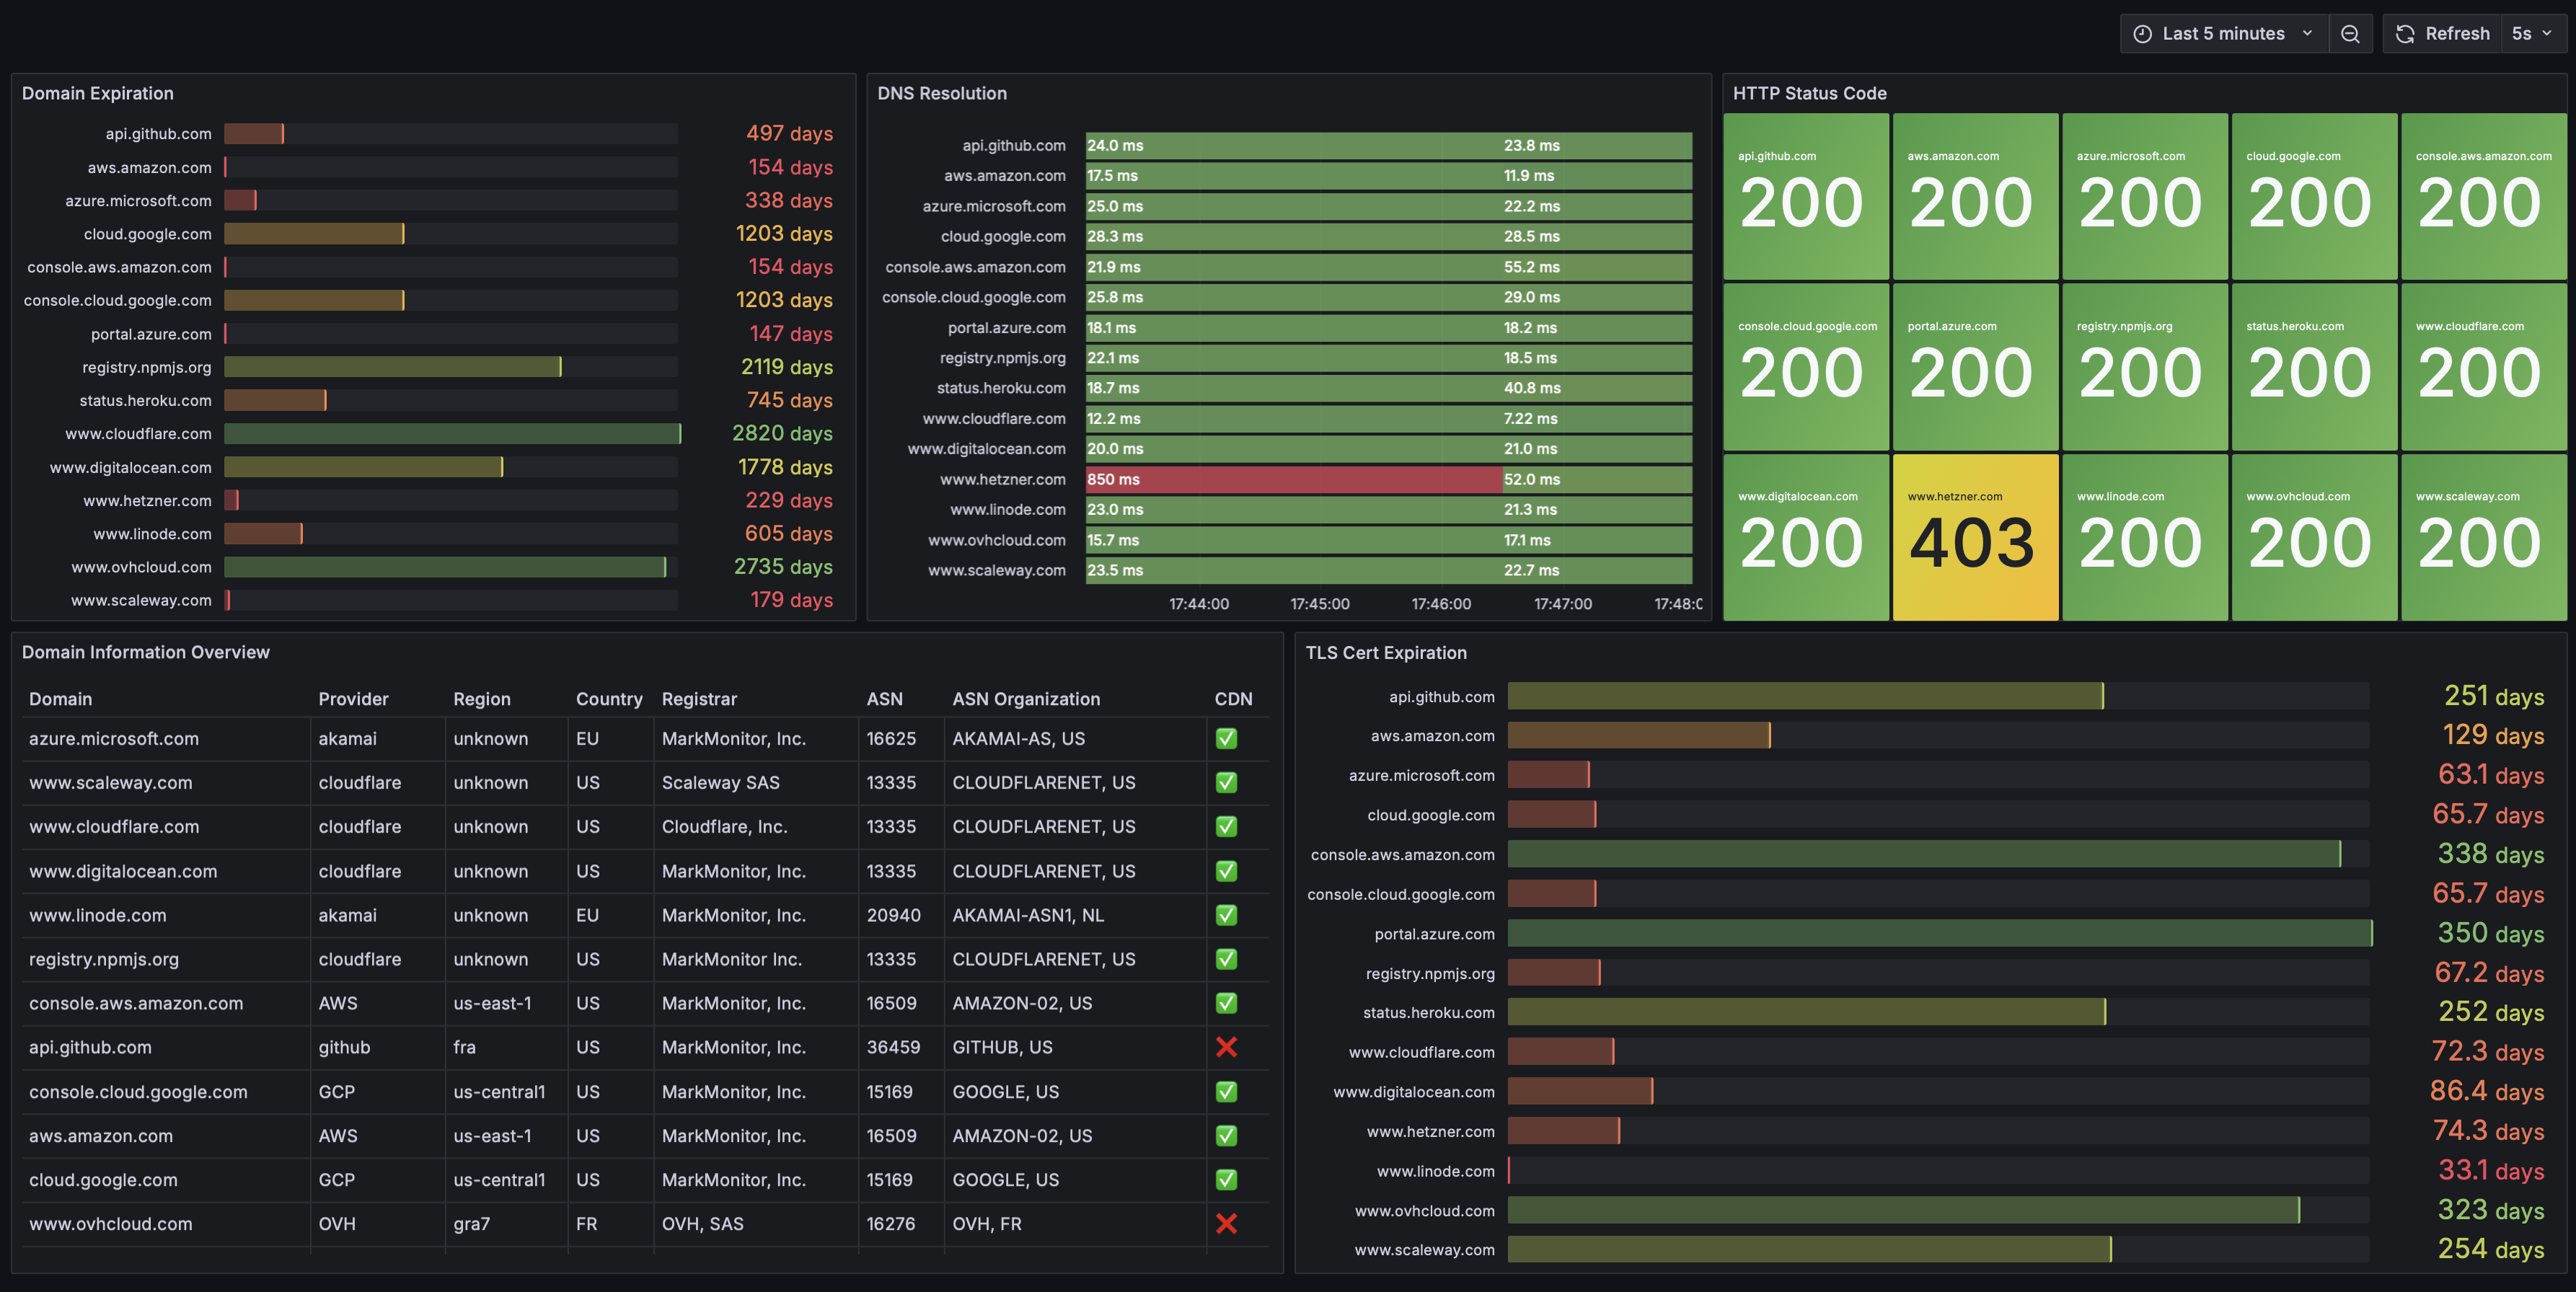 Last 5 minutes
Refresh
5s
Domain Expiration
api.github.com 497 days
aws.amazon.com 154 days
azure.microsoft.com 338 days
cloud.google.com 1203 days
console.aws.amazon.com 154 days
console.cloud.google.com 1203 days
portal.azure.com 147 days
registry.npmjs.org 2119 days
status.heroku.com 745 days
www.cloudflare.com 2820 days
www.digitalocean.com 1778 days
www.hetzner.com 229 days
www.linode.com 605 days
www.ovhcloud.com 2735 days
www.scaleway.com 179 days
DNS Resolution
api.github.com 24.0 ms 23.8 ms
aws.amazon.com 17.5 ms 11.9 ms
azure.microsoft.com 25.0 ms 22.2 ms
cloud.google.com 28.3 ms 28.5 ms
console.aws.amazon.com 21.9 ms 55.2 ms
console.cloud.google.com 25.8 ms 29.0 ms
portal.azure.com 18.1 ms 18.2 ms
registry.npmjs.org 22.1 ms 18.5 ms
status.heroku.com 18.7 ms 40.8 ms
www.cloudflare.com 12.2 ms 7.22 ms
www.digitalocean.com 20.0 ms 21.0 ms
www.hetzner.com 850 ms 52.0 ms
www.linode.com 23.0 ms 21.3 ms
www.ovhcloud.com 15.7 ms 17.1 ms
www.scaleway.com 23.5 ms 22.7 ms
17:44:00 17:45:00 17:46:00 17:47:00 17:48:0
HTTP Status Code
api.github.com aws.amazon.com azure.microsoft.com cloud.google.com console.aws.amazon.com
200 200 200 200 200
console.cloud.google.com portal.azure.com registry.npmjs.org status.heroku.com www.cloudflare.com
200 200 200 200 200
www.digitalocean.com www.hetzner.com www.linode.com www.ovhcloud.com www.scaleway.com
200 403 200 200 200
Domain Information Overview
Domain Provider Region Country Registrar ASN ASN Organization CDN
azure.microsoft.com akamai unknown EU MarkMonitor, Inc. 16625 AKAMAI-AS, US ✅
www.scaleway.com cloudflare unknown US Scaleway SAS 13335 CLOUDFLARENET, US ✅
www.cloudflare.com cloudflare unknown US Cloudflare, Inc. 13335 CLOUDFLARENET, US ✅
www.digitalocean.com cloudflare unknown US MarkMonitor, Inc. 13335 CLOUDFLARENET, US ✅
www.linode.com akamai unknown EU MarkMonitor, Inc. 20940 AKAMAI-ASN1, NL ✅
registry.npmjs.org cloudflare unknown US MarkMonitor Inc. 13335 CLOUDFLARENET, US ✅
console.aws.amazon.com AWS us-east-1 US MarkMonitor, Inc. 16509 AMAZON-02, US ✅
api.github.com github fra US MarkMonitor, Inc. 36459 GITHUB, US ❌
console.cloud.google.com GCP us-central1 US MarkMonitor, Inc. 15169 GOOGLE, US ✅
aws.amazon.com AWS us-east-1 US MarkMonitor, Inc. 16509 AMAZON-02, US ✅
cloud.google.com GCP us-central1 US MarkMonitor, Inc. 15169 GOOGLE, US ✅
www.ovhcloud.com OVH gra7 FR OVH, SAS 16276 OVH, FR ❌
TLS Cert Expiration
api.github.com 251 days
aws.amazon.com 129 days
azure.microsoft.com 63.1 days
cloud.google.com 65.7 days
console.aws.amazon.com 338 days
console.cloud.google.com 65.7 days
portal.azure.com 350 days
registry.npmjs.org 67.2 days
status.heroku.com 252 days
www.cloudflare.com 72.3 days
www.digitalocean.com 86.4 days
www.hetzner.com 74.3 days
www.linode.com 33.1 days
www.ovhcloud.com 323 days
www.scaleway.com 254 days